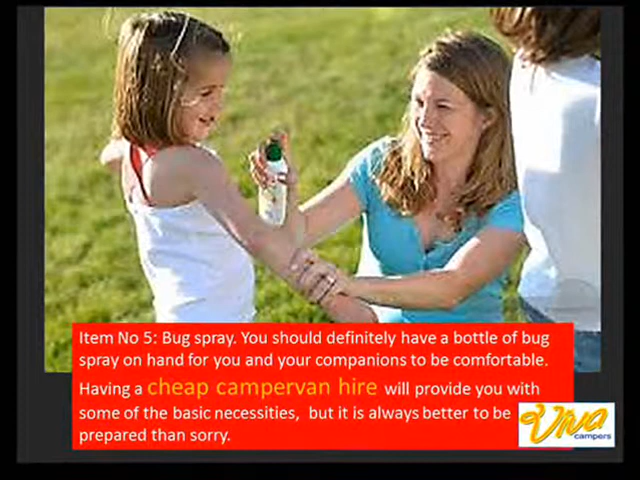 Item No 5: Bug spray. You should definitely have a bottle of bug
spray on hand for you and your companions to be comfortable.
Having a cheap campervan hire will provide you with
some of the basic necessities, but it is always better to be
prepared than sorry.
Viva
campers